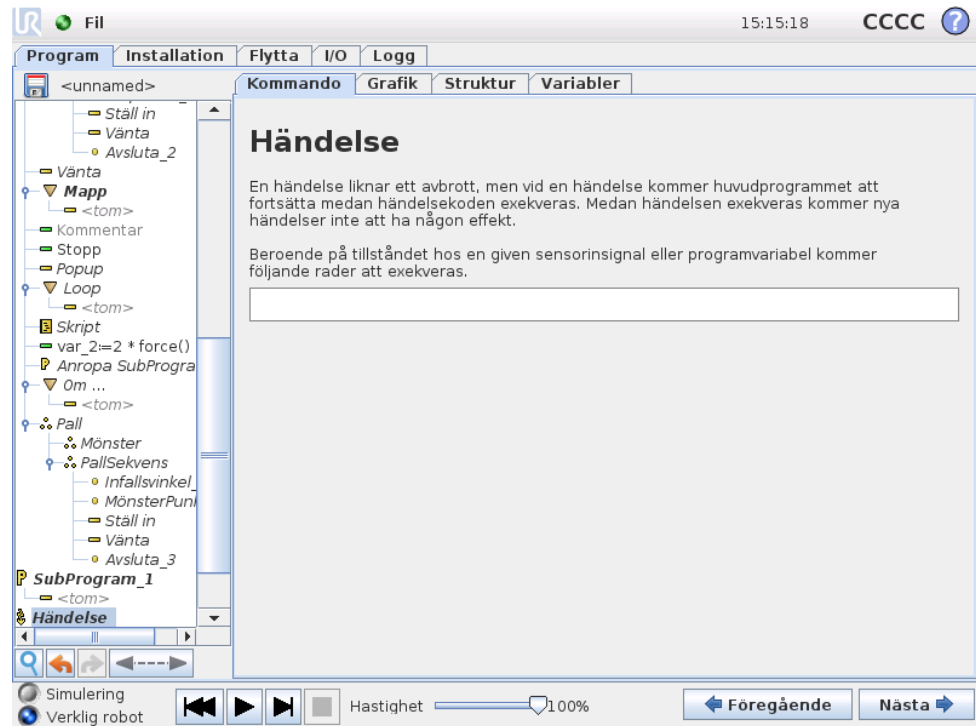 UR Fil 15:15:18 CCCC ?
Program Installation Flytta I/O Logg
<unnamed>
Kommando Grafik Struktur Variabler
Ställ in
Vänta
Avsluta_2
Vänta
Mapp
<tom>
Kommentar
Stopp
Popup
Loop
<tom>
Skript
var_2:=2 * force()
Anropa SubProgra
Om ...
<tom>
Pall
Mönster
PallSekvens
Infallsvinkel_
MönsterPunk
Ställ in
Vänta
Avsluta_3
SubProgram_1
<tom>
Händelse
Händelse
En händelse liknar ett avbrott, men vid en händelse kommer huvudprogrammet att
fortsätta medan händelsekoden exekveras. Medan händelsen exekveras kommer nya
händelser inte att ha någon effekt.
Beroende på tillståndet hos en given sensorinsignal eller programvariabel kommer
följande rader att exekveras.
Simulering
Verklig robot
Hastighet 100%
Föregående Nästa